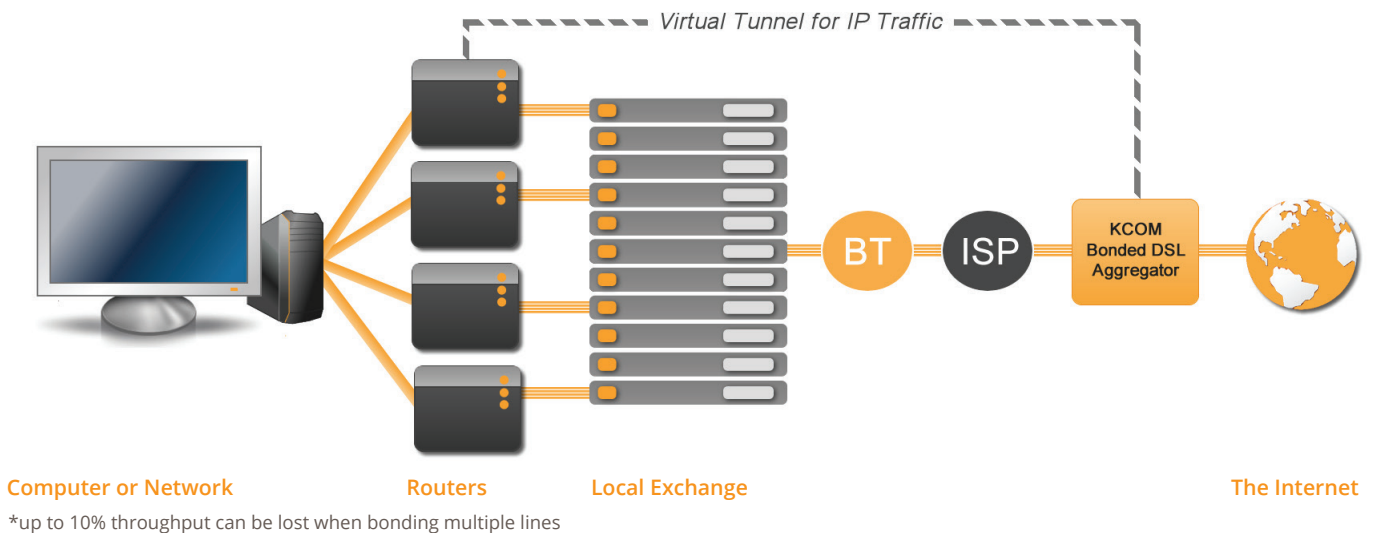 Virtual Tunnel for IP Traffic
BT
ISP
KCOM
Bonded DSL
Aggregator
Computer or Network
Routers
Local Exchange
The Internet
*up to 10% throughput can be lost when bonding multiple lines